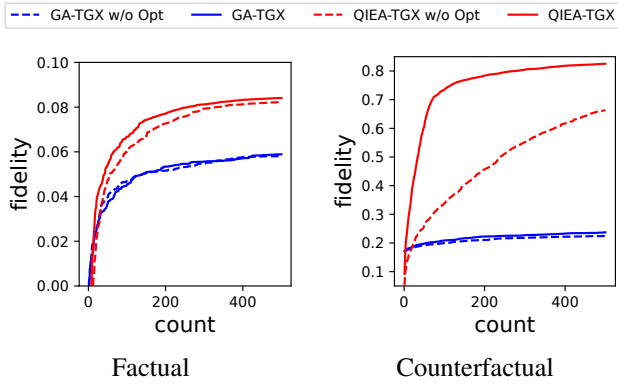 GA-TGX w/o Opt GA-TGX QIEA-TGX w/o Opt QIEA-TGX
fidelity
0.10
0.08
0.06
0.04
0.02
0.00
0 200 400
count
Factual
fidelity
0.8
0.7
0.6
0.5
0.4
0.3
0.2
0.1
0 200 400
count
Counterfactual